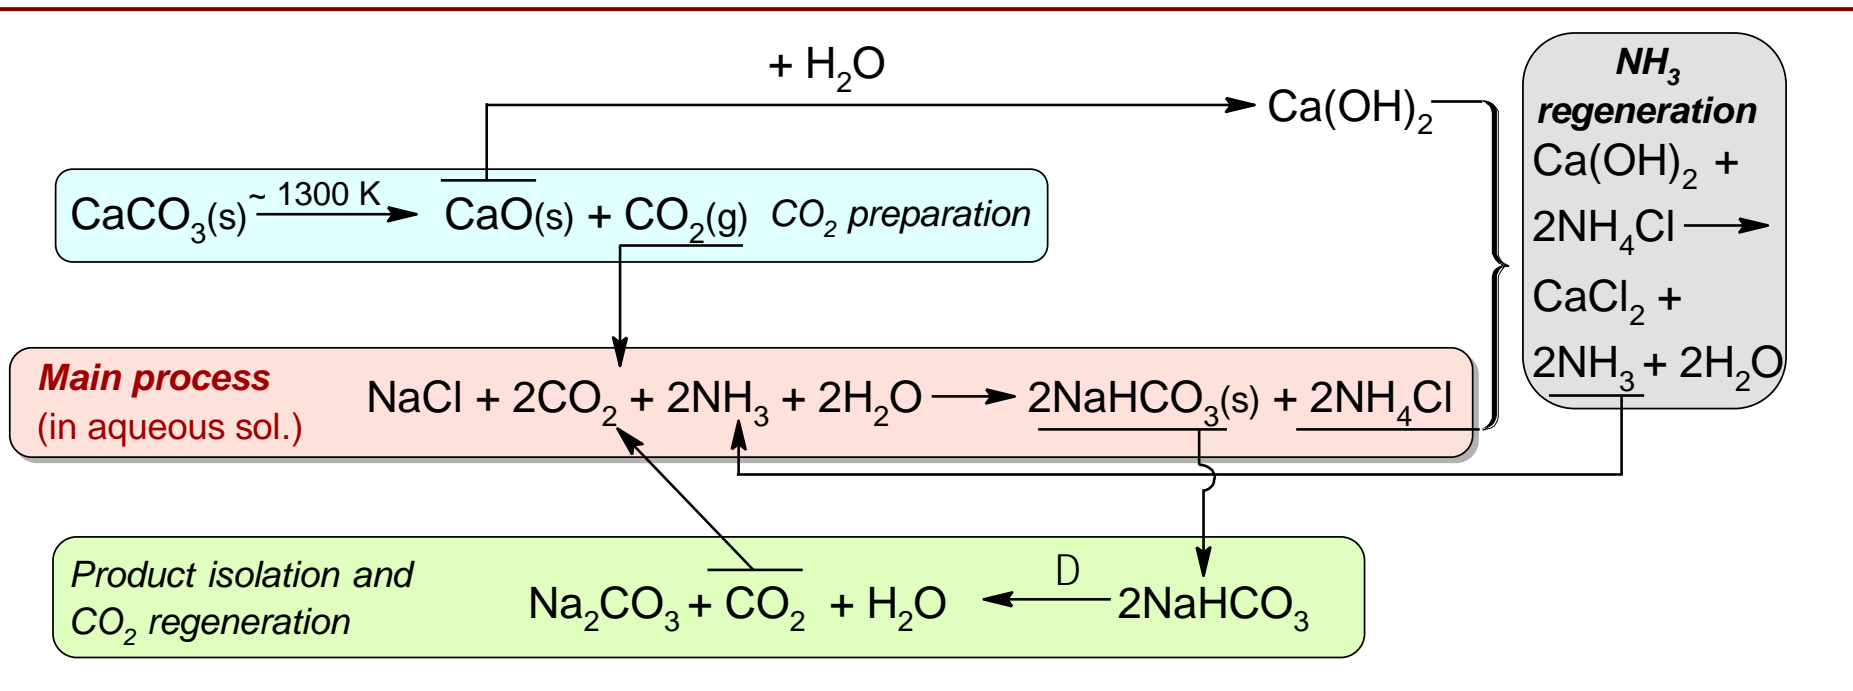 + H₂O
Ca(OH)₂
CaCO₃(s) ~ 1300 K CaO(s) + CO₂(g) CO₂ preparation
NH₃
regeneration
Ca(OH)₂ +
2NH₄Cl
CaCl₂ +
2NH₃ + 2H₂O
Main process
(in aqueous sol.)
NaCl + 2CO₂ + 2NH₃ + 2H₂O 2NaHCO₃(s) + 2NH₄Cl
Product isolation and
CO₂ regeneration
Na₂CO₃ + CO₂ + H₂O D 2NaHCO₃